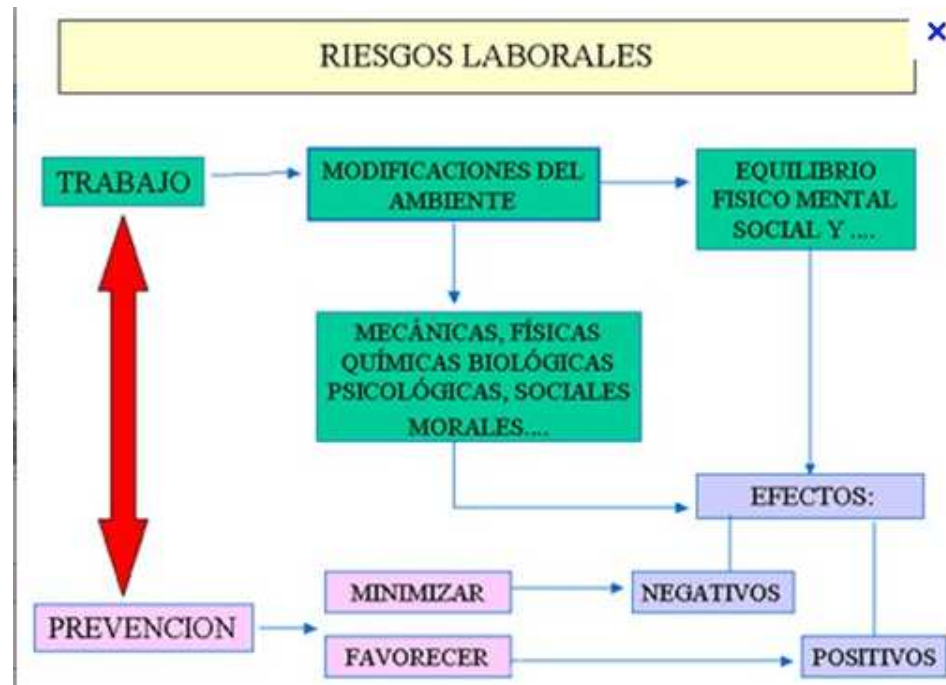 RIESGOS LABORALES
TRABAJO
MODIFICACIONES DEL
AMBIENTE
EQUILIBRIO
FISICO MENTAL
SOCIAL Y ....
MECÁNICAS, FÍSICAS
QUÍMICAS BIOLÓGICAS
PSICOLÓGICAS, SOCIALES
MORALES....
EFECTOS:
MINIMIZAR
NEGATIVOS
PREVENCION
FAVORECER
POSITIVOS